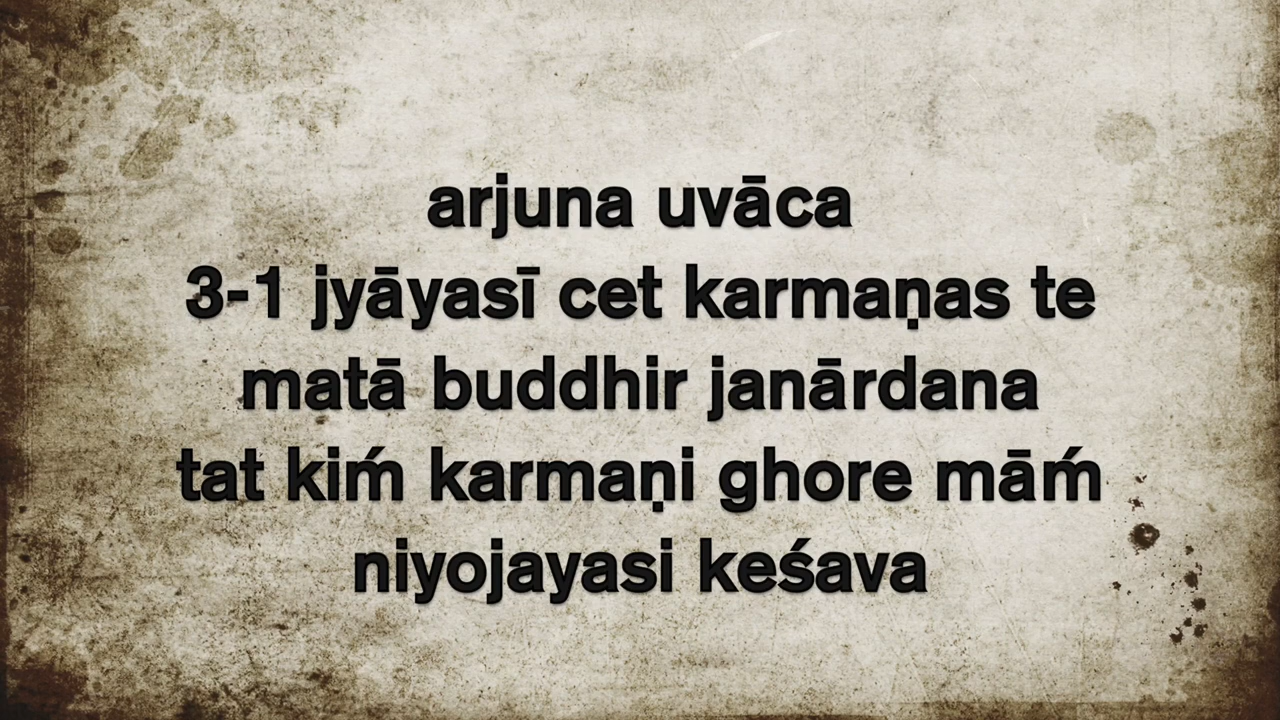 arjuna uvāca
3-1 jyāyasī cet karmaṇas te
matā buddhir janārdana
tat kiḿ karmaṇi ghore māḿ
niyojayasi keśava